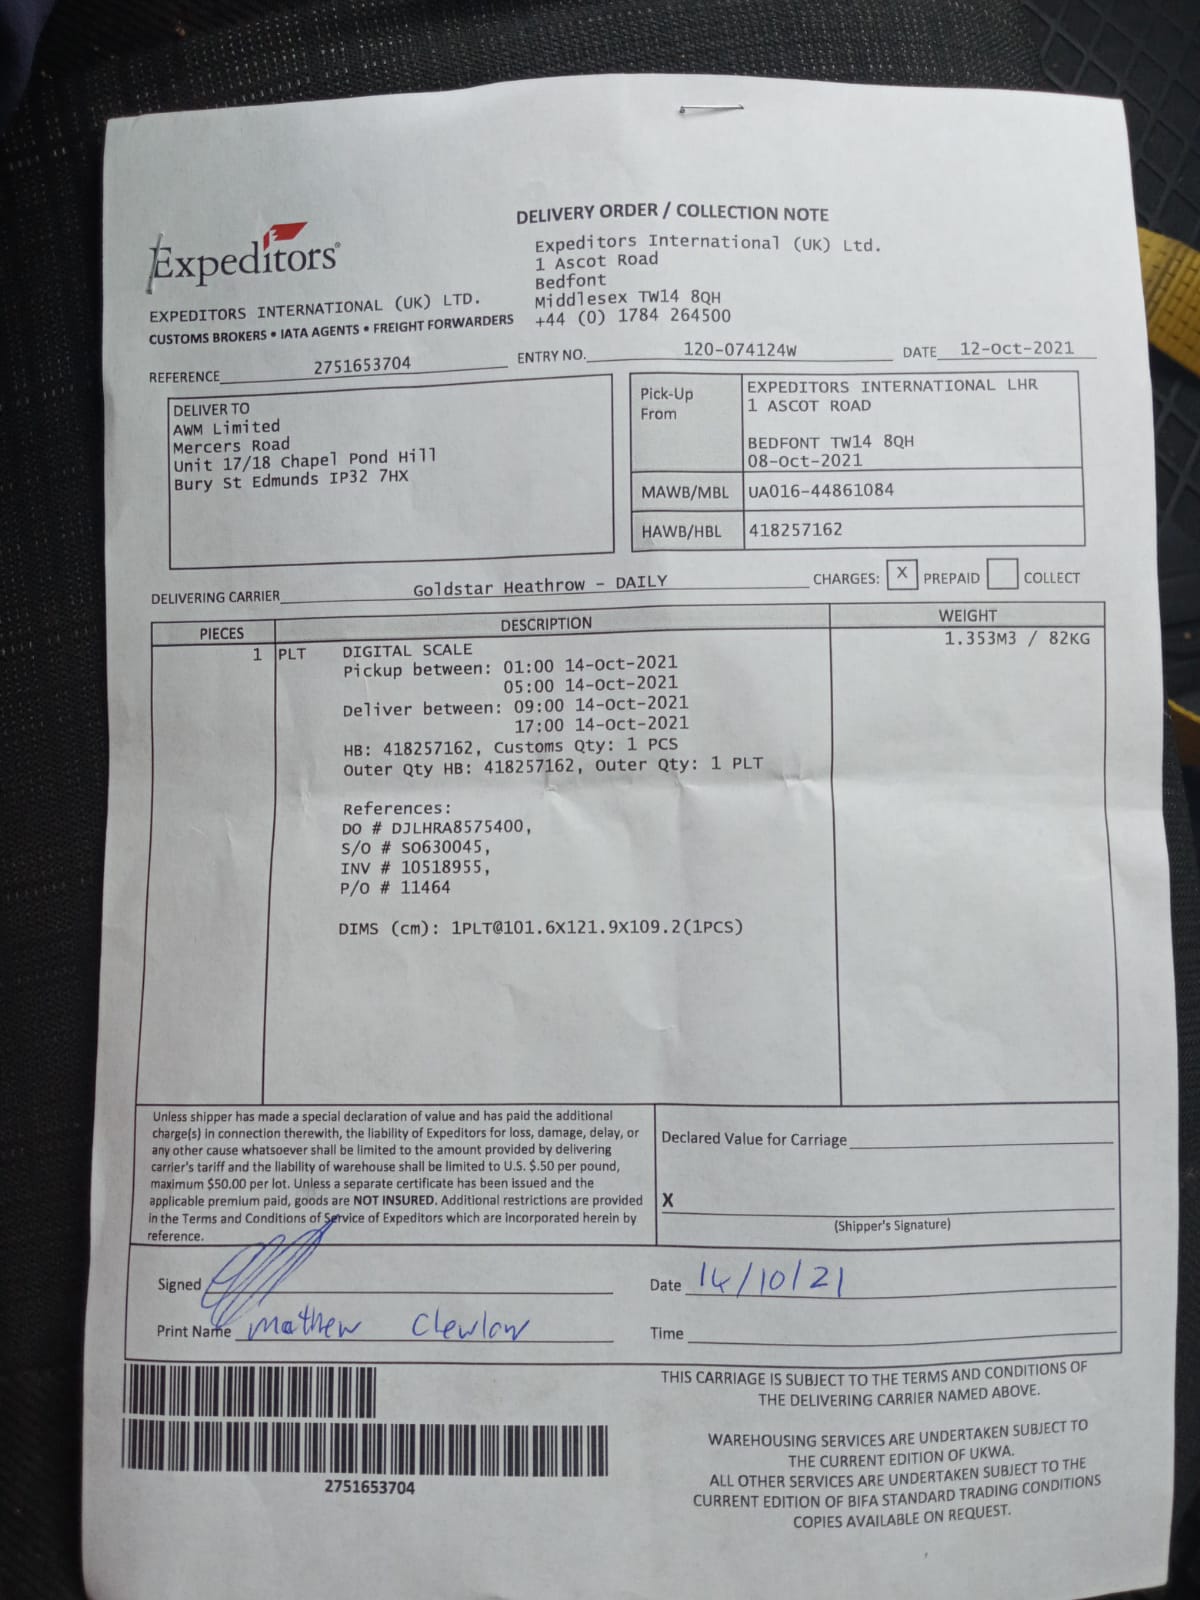 DELIVERY ORDER / COLLECTION NOTE
Expeditors®
EXPEDITORS INTERNATIONAL (UK) LTD.
CUSTOMS BROKERS • IATA AGENTS • FREIGHT FORWARDERS
Expeditors International (UK) Ltd.
1 Ascot Road
Bedfont
Middlesex TW14 8QH
+44 (0) 1784 264500
REFERENCE 2751653704 ENTRY NO. 120-074124W DATE 12-Oct-2021
DELIVER TO
AWM Limited
Mercers Road
Unit 17/18 Chapel Pond Hill
Bury St Edmunds IP32 7HX
Pick-Up From
EXPEDITORS INTERNATIONAL LHR
1 ASCOT ROAD
BEDFONT TW14 8QH
08-Oct-2021
MAWB/MBL UA016-44861084
HAWB/HBL 418257162
DELIVERING CARRIER Goldstar Heathrow - DAILY CHARGES: X PREPAID COLLECT
PIECES DESCRIPTION WEIGHT
1 PLT DIGITAL SCALE 1.353M3 / 82KG
Pickup between: 01:00 14-Oct-2021
05:00 14-Oct-2021
Deliver between: 09:00 14-Oct-2021
17:00 14-Oct-2021
HB: 418257162, Customs Qty: 1 PCS
Outer Qty HB: 418257162, Outer Qty: 1 PLT
References:
DO # DJLHRA8575400,
S/O # SO630045,
INV # 10518955,
P/O # 11464
DIMS (cm): 1PLT@101.6X121.9X109.2(1PCS)
Unless shipper has made a special declaration of value and has paid the additional
charge(s) in connection therewith, the liability of Expeditors for loss, damage, delay, or
any other cause whatsoever shall be limited to the amount provided by delivering
carrier's tariff and the liability of warehouse shall be limited to U.S. $.50 per pound,
maximum $50.00 per lot. Unless a separate certificate has been issued and the
applicable premium paid, goods are NOT INSURED. Additional restrictions are provided
in the Terms and Conditions of Service of Expeditors which are incorporated herein by
reference.
Declared Value for Carriage
X
(Shipper's Signature)
Signed
Date 14/10/21
Print Name Mathew Clewlow
Time
2751653704
THIS CARRIAGE IS SUBJECT TO THE TERMS AND CONDITIONS OF
THE DELIVERING CARRIER NAMED ABOVE.
WAREHOUSING SERVICES ARE UNDERTAKEN SUBJECT TO
THE CURRENT EDITION OF UKWA.
ALL OTHER SERVICES ARE UNDERTAKEN SUBJECT TO THE
CURRENT EDITION OF BIFA STANDARD TRADING CONDITIONS
COPIES AVAILABLE ON REQUEST.